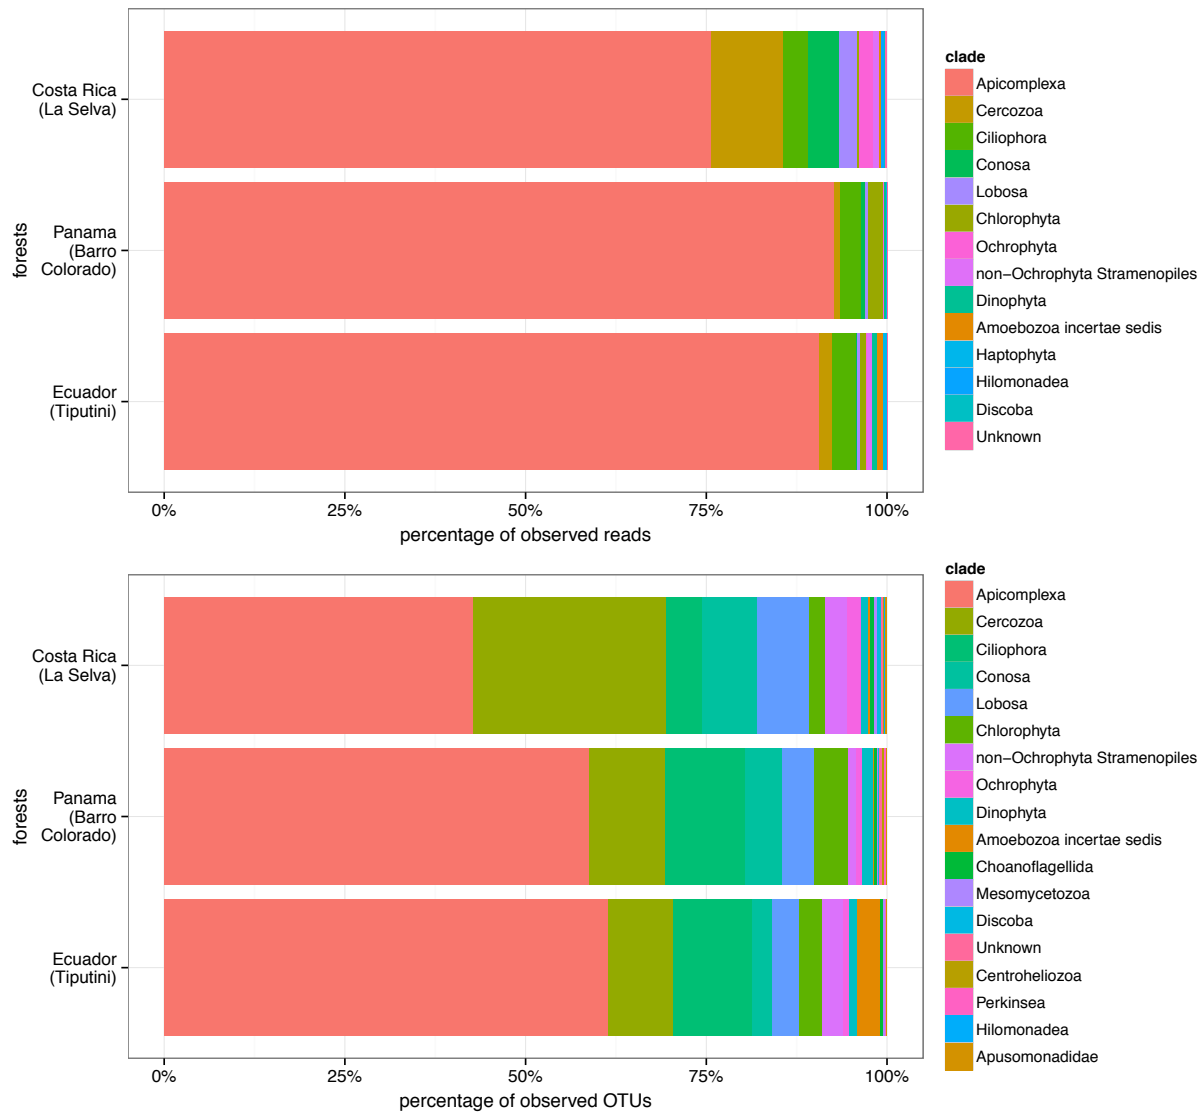 Costa Rica
(La Selva)
Panama
(Barro
Colorado)
Ecuador
(Tiputini)
forests
0%
25%
50%
75%
100%
percentage of observed reads
clade
Apicomplexa
Cercozoa
Ciliophora
Conosa
Lobosa
Chlorophyta
Ochrophyta
non−Ochrophyta Stramenopiles
Dinophyta
Amoebozoa incertae sedis
Haptophyta
Hilomonadea
Discoba
Unknown
Costa Rica
(La Selva)
Panama
(Barro
Colorado)
Ecuador
(Tiputini)
forests
0%
25%
50%
75%
100%
percentage of observed OTUs
clade
Apicomplexa
Cercozoa
Ciliophora
Conosa
Lobosa
Chlorophyta
non−Ochrophyta Stramenopiles
Ochrophyta
Dinophyta
Amoebozoa incertae sedis
Choanoflagellida
Mesomycetozoa
Discoba
Unknown
Centroheliozoa
Perkinsea
Hilomonadea
Apusomonadidae